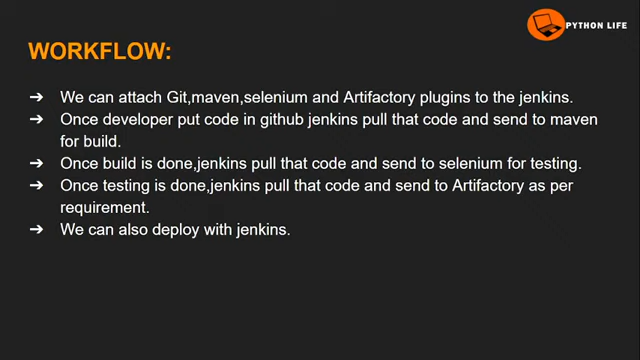 PYTHON LIFE
WORKFLOW:
➔ We can attach Git,maven,selenium and Artifactory plugins to the jenkins.
➔ Once developer put code in github jenkins pull that code and send to maven
for build.
➔ Once build is done,jenkins pull that code and send to selenium for testing.
➔ Once testing is done,jenkins pull that code and send to Artifactory as per
requirement.
➔ We can also deploy with jenkins.